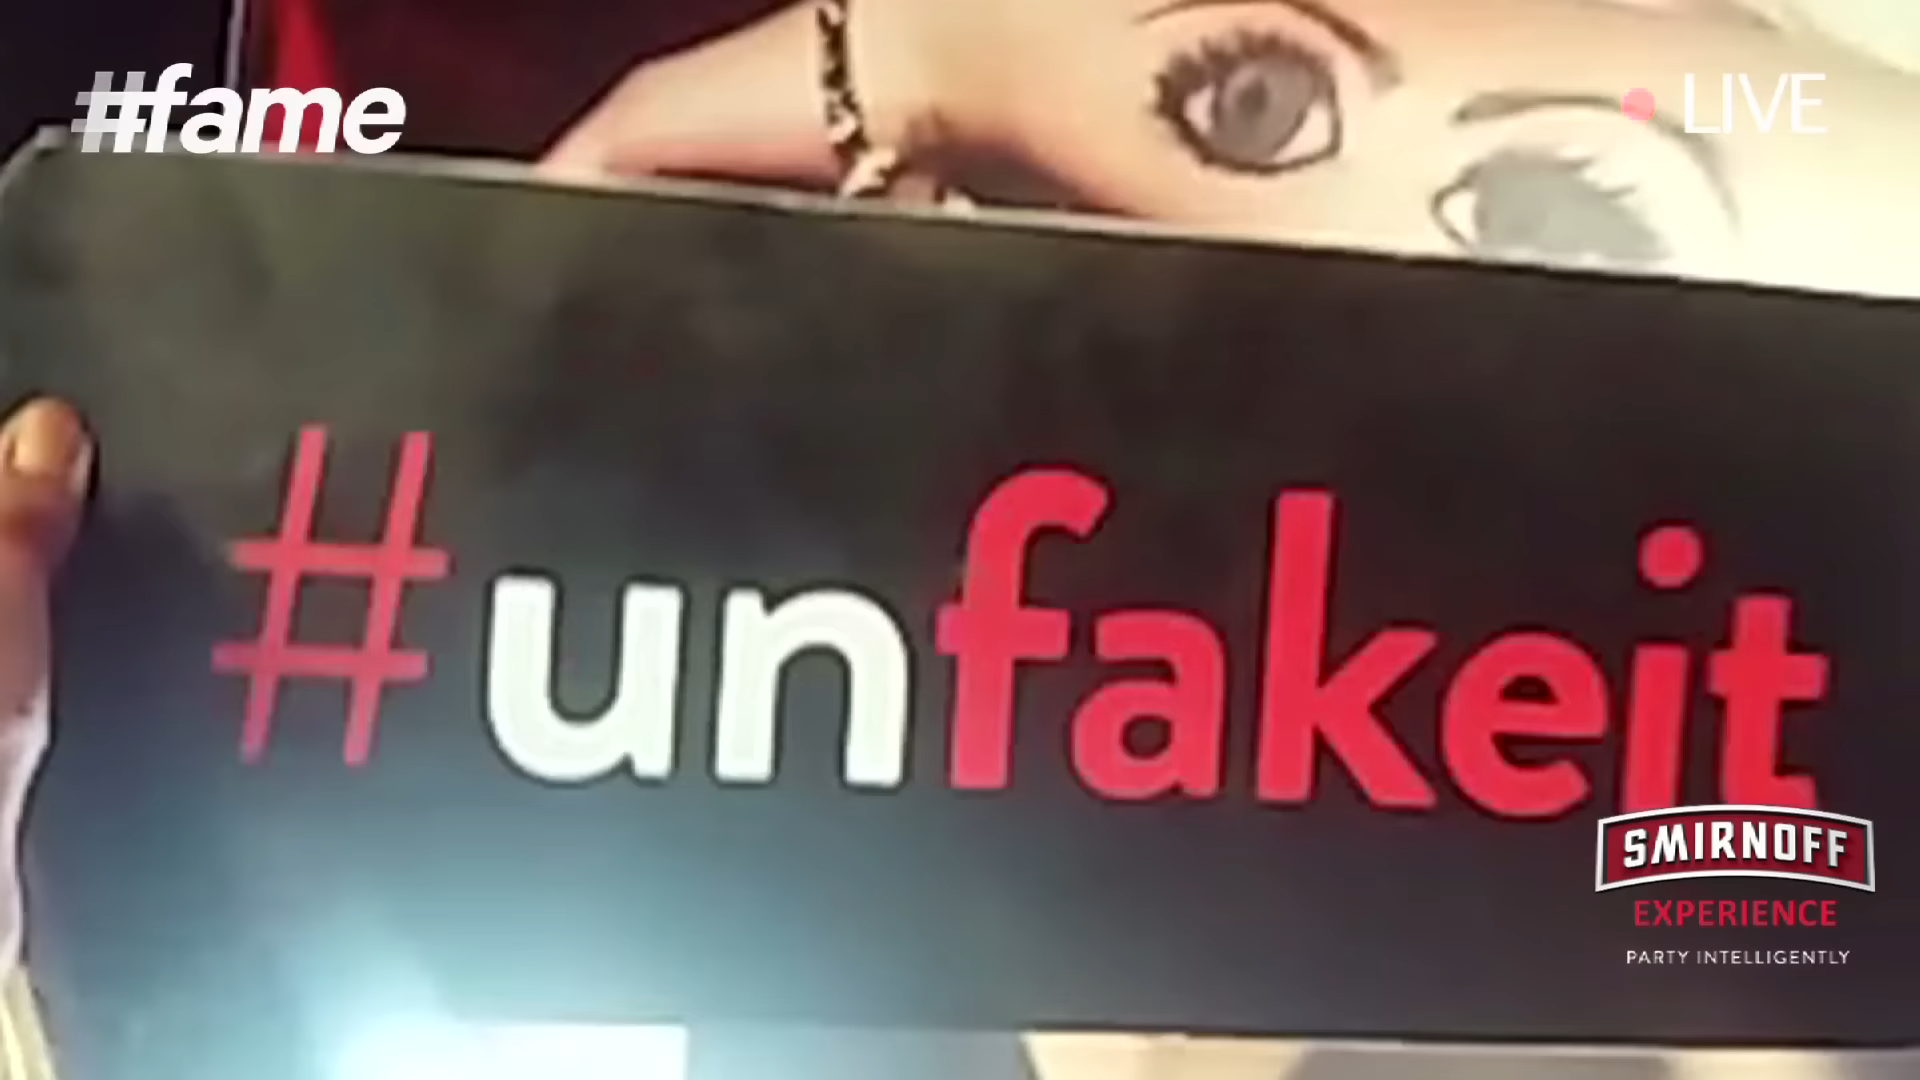 #fame
LIVE
#unfakeit
SMIRNOFF
EXPERIENCE
PARTY INTELLIGENTLY